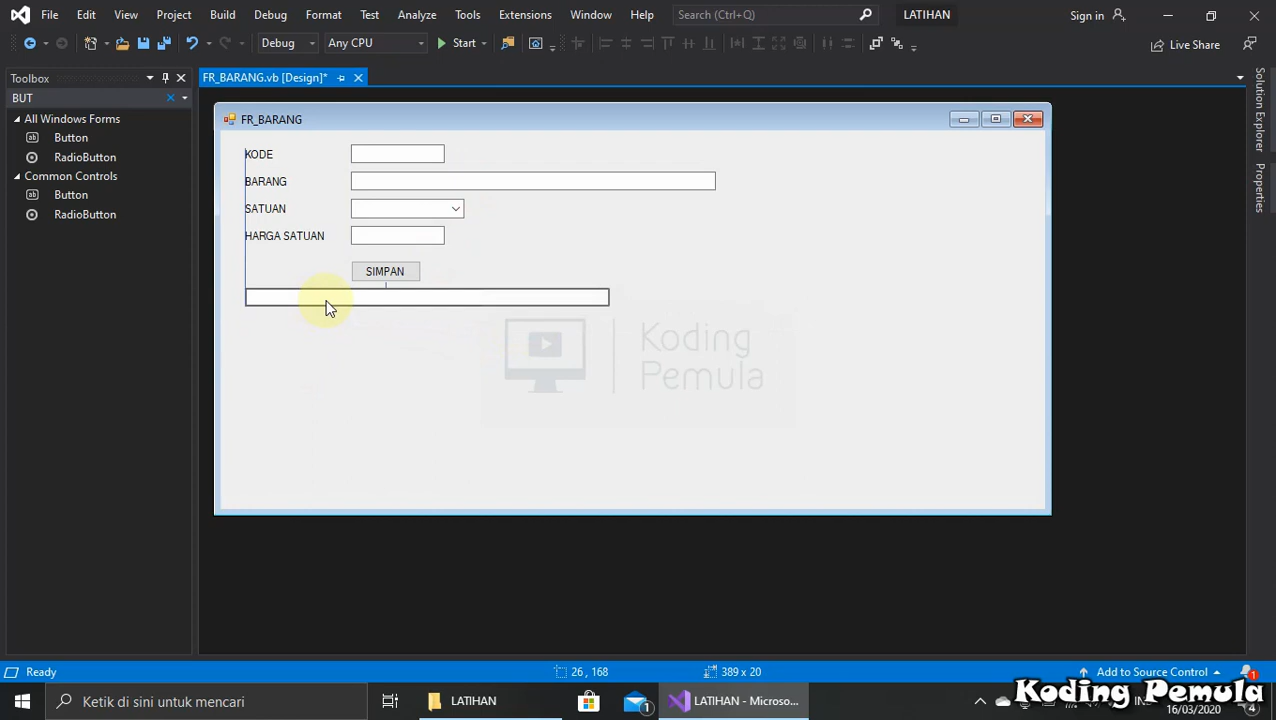 File Edit View Project Build Debug Format Test Analyze Tools Extensions Window Help Search (Ctrl+Q) LATIHAN Sign in
Debug Any CPU Start Live Share
Toolbox
FR_BARANG.vb [Design]*
BUT
All Windows Forms
Button
RadioButton
Common Controls
Button
RadioButton
FR_BARANG
KODE
BARANG
SATUAN
HARGA SATUAN
SIMPAN
Koding
Pemula
Solution Explorer
Properties
Ready 26 , 168 389 x 20 Add to Source Control 1
Ketik di sini untuk mencari LATIHAN 1 LATIHAN - Microso...
16/03/2020 4
Koding Pemula